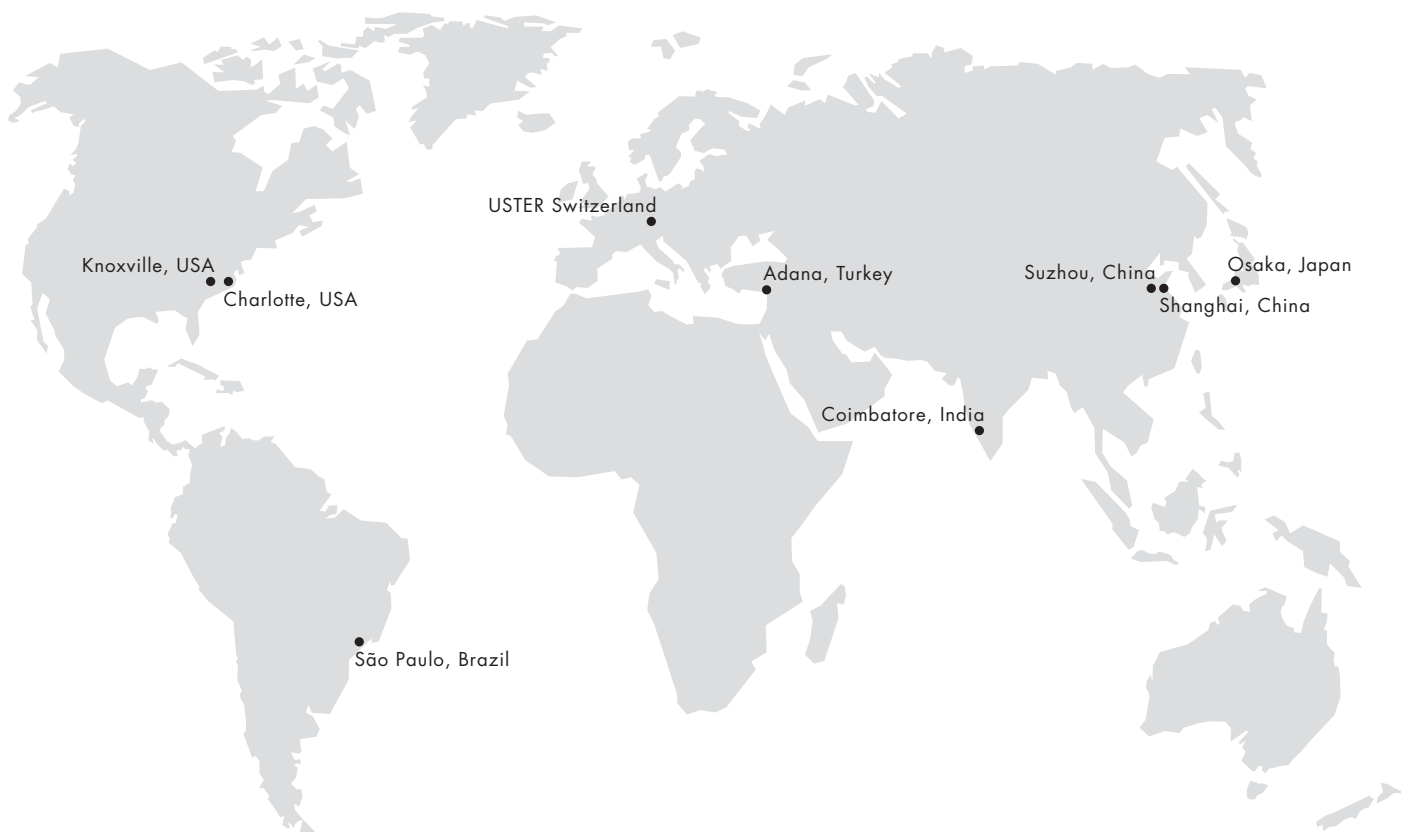 USTER Switzerland
Knoxville, USA
Charlotte, USA
Adana, Turkey
Suzhou, China
Osaka, Japan
Shanghai, China
Coimbatore, India
São Paulo, Brazil